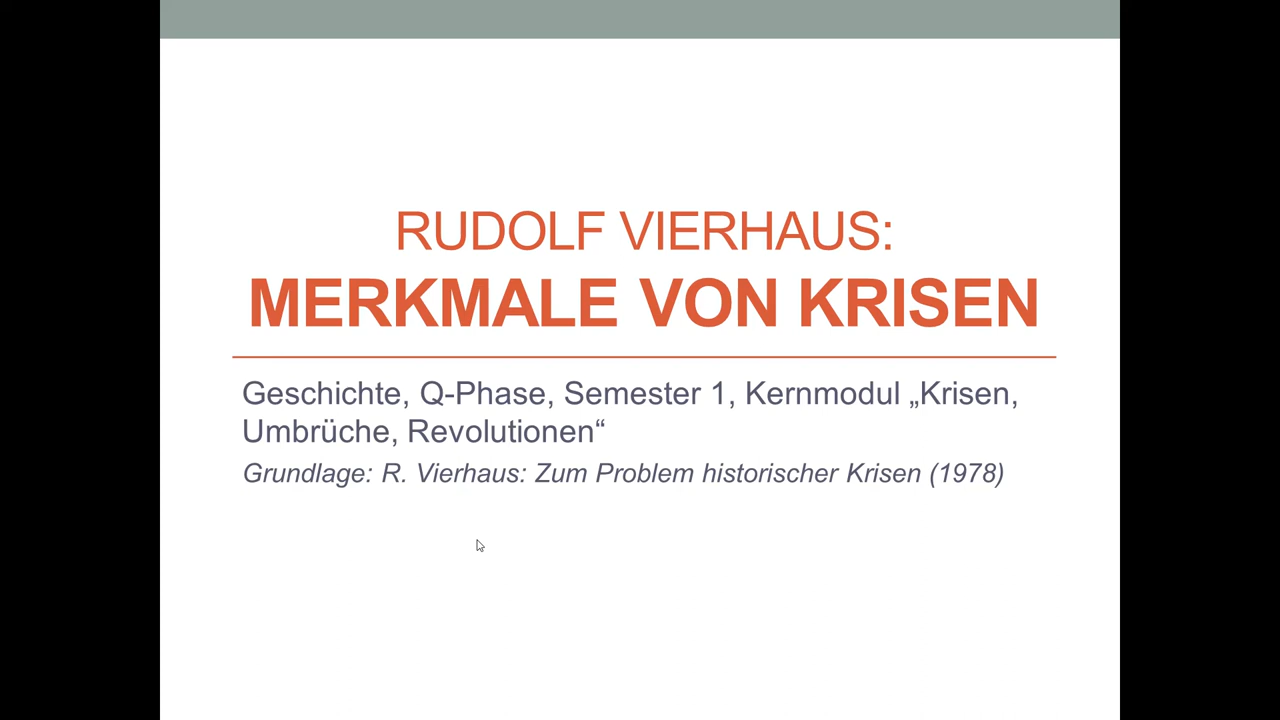 RUDOLF VIERHAUS:
MERKMALE VON KRISEN
Geschichte, Q-Phase, Semester 1, Kernmodul „Krisen,
Umbrüche, Revolutionen“
Grundlage: R. Vierhaus: Zum Problem historischer Krisen (1978)